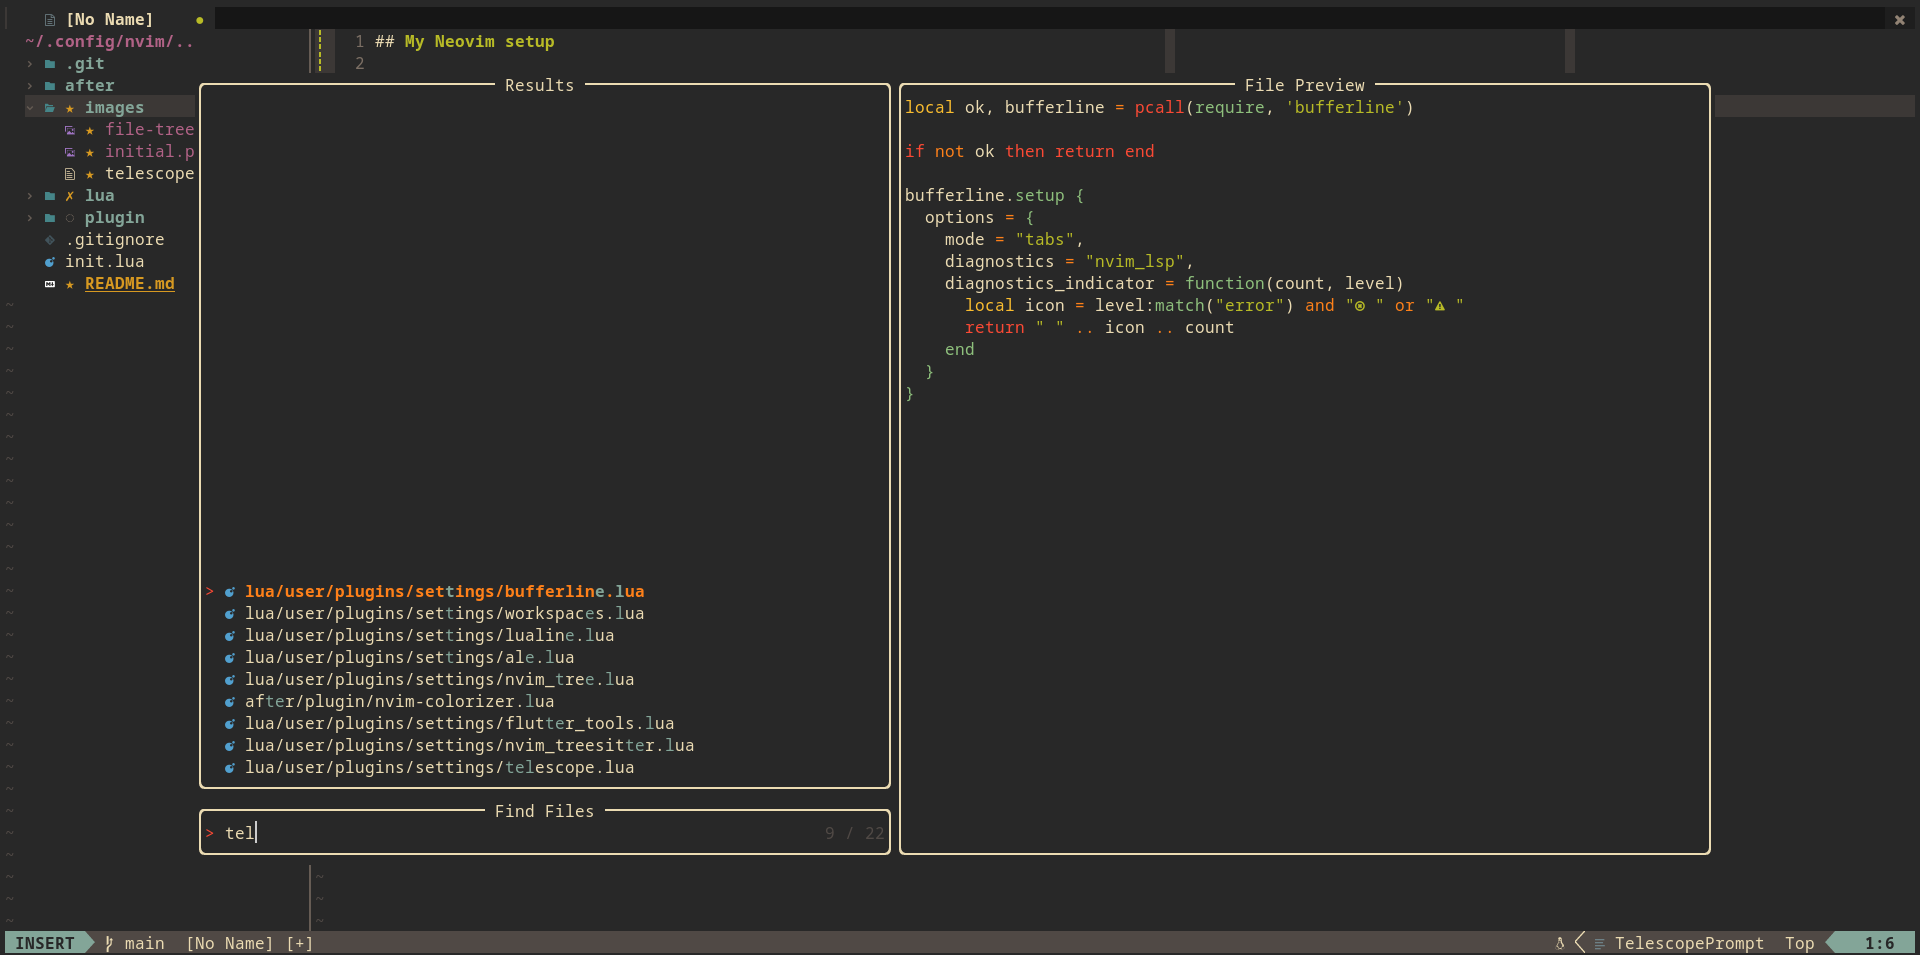 [No Name]
~/.config/nvim/..
.git
after
images
file-tree
initial.p
telescope
lua
plugin
.gitignore
init.lua
README.md
1 ## My Neovim setup
2
Results
> lua/user/plugins/settings/bufferline.lua
lua/user/plugins/settings/workspaces.lua
lua/user/plugins/settings/lualine.lua
lua/user/plugins/settings/ale.lua
lua/user/plugins/settings/nvim_tree.lua
after/plugin/nvim-colorizer.lua
lua/user/plugins/settings/flutter_tools.lua
lua/user/plugins/settings/nvim_treesitter.lua
lua/user/plugins/settings/telescope.lua
Find Files
> tel 9 / 22
File Preview
local ok, bufferline = pcall(require, 'bufferline')
if not ok then return end
bufferline.setup {
options = {
mode = "tabs",
diagnostics = "nvim_lsp",
diagnostics_indicator = function(count, level)
local icon = level:match("error") and " " or " "
return " " .. icon .. count
end
}
}
INSERT main [No Name] [+] TelescopePrompt Top 1:6